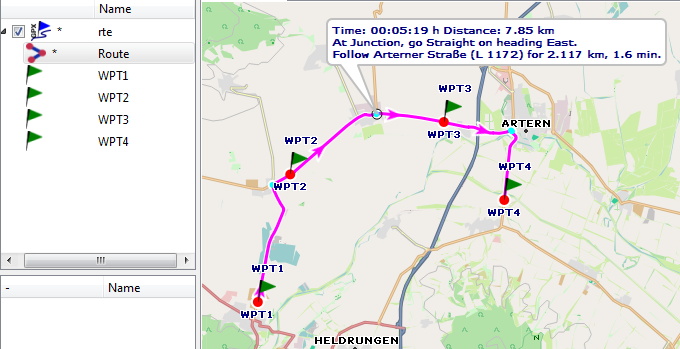 Name
* rte
* Route
WPT1
WPT2
WPT3
WPT4
- Name
Time: 00:05:19 h Distance: 7.85 km
At Junction, go Straight on heading East.
Follow Arterner Straße (L 1172) for 2.117 km, 1.6 min.
WPT3
WPT3
ARTERN
WPT2
WPT2
WPT4
WPT4
WPT1
WPT1
HELDRUNGEN